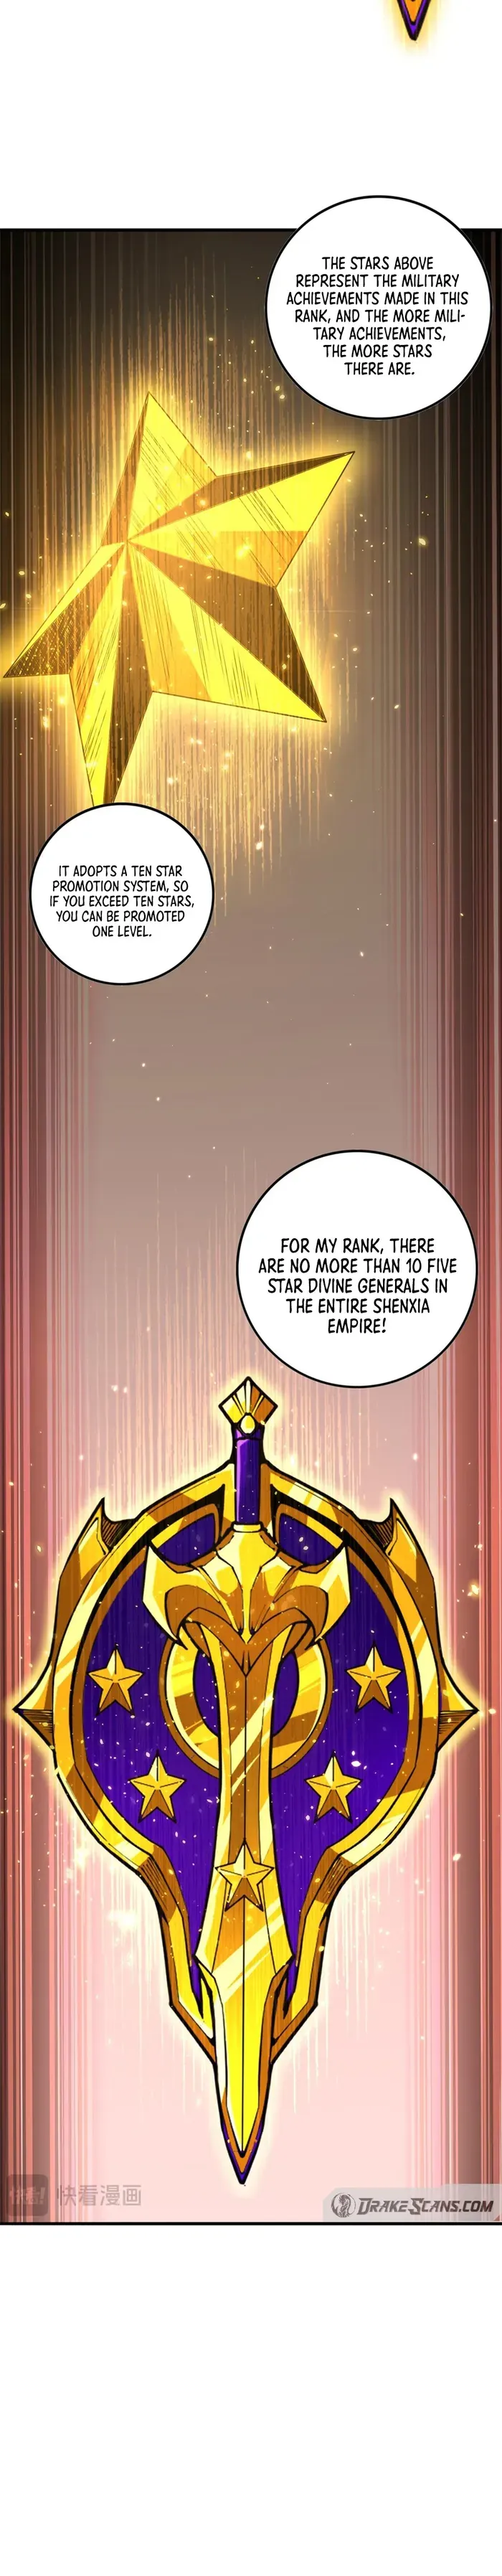 THE STARS ABOVE
REPRESENT THE MILITARY
ACHIEVEMENTS MADE IN THIS
RANK, AND THE MORE MILI-
TARY ACHIEVEMENTS,
THE MORE STARS
THERE ARE.
IT ADOPTS A TEN STAR
PROMOTION SYSTEM, SO
IF YOU EXCEED TEN STARS,
YOU CAN BE PROMOTED
ONE LEVEL.
FOR MY RANK, THERE
ARE NO MORE THAN 10 FIVE
STAR DIVINE GENERALS IN
THE ENTIRE SHENXIA
EMPIRE!
快看漫画
DRAKESCANS.COM